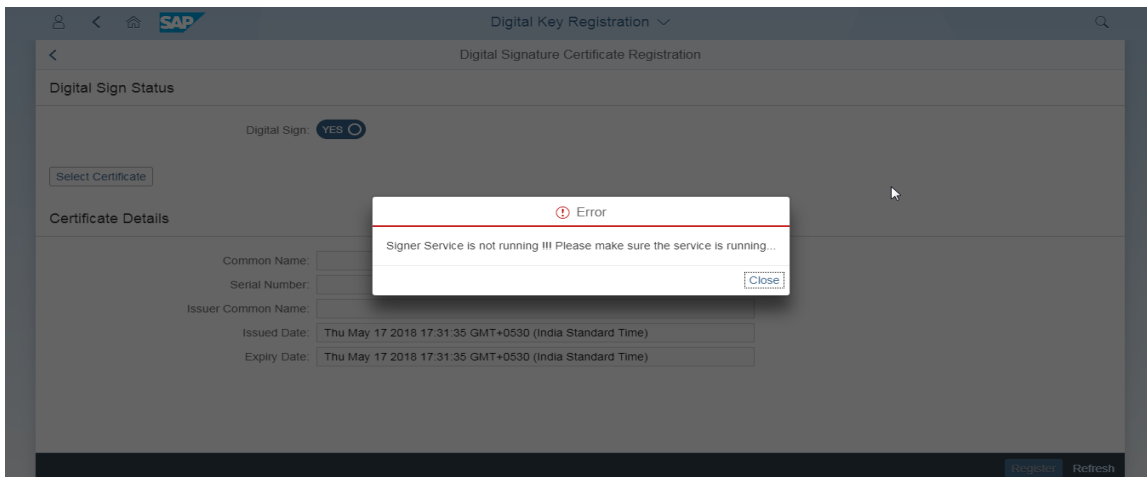 SAP
Digital Key Registration
Digital Signature Certificate Registration
Digital Sign Status
Digital Sign: YES
Select Certificate
Error
Signer Service is not running !!! Please make sure the service is running...
Close
Certificate Details
Common Name:
Serial Number:
Issuer Common Name:
Issued Date: Thu May 17 2018 17:31:35 GMT+0530 (India Standard Time)
Expiry Date: Thu May 17 2018 17:31:35 GMT+0530 (India Standard Time)
Register Refresh